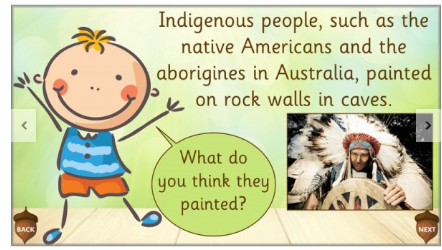 Indigenous people, such as the
native Americans and the
aborigines in Australia, painted
on rock walls in caves.
What do
you think they
painted?
BACK
NEXT